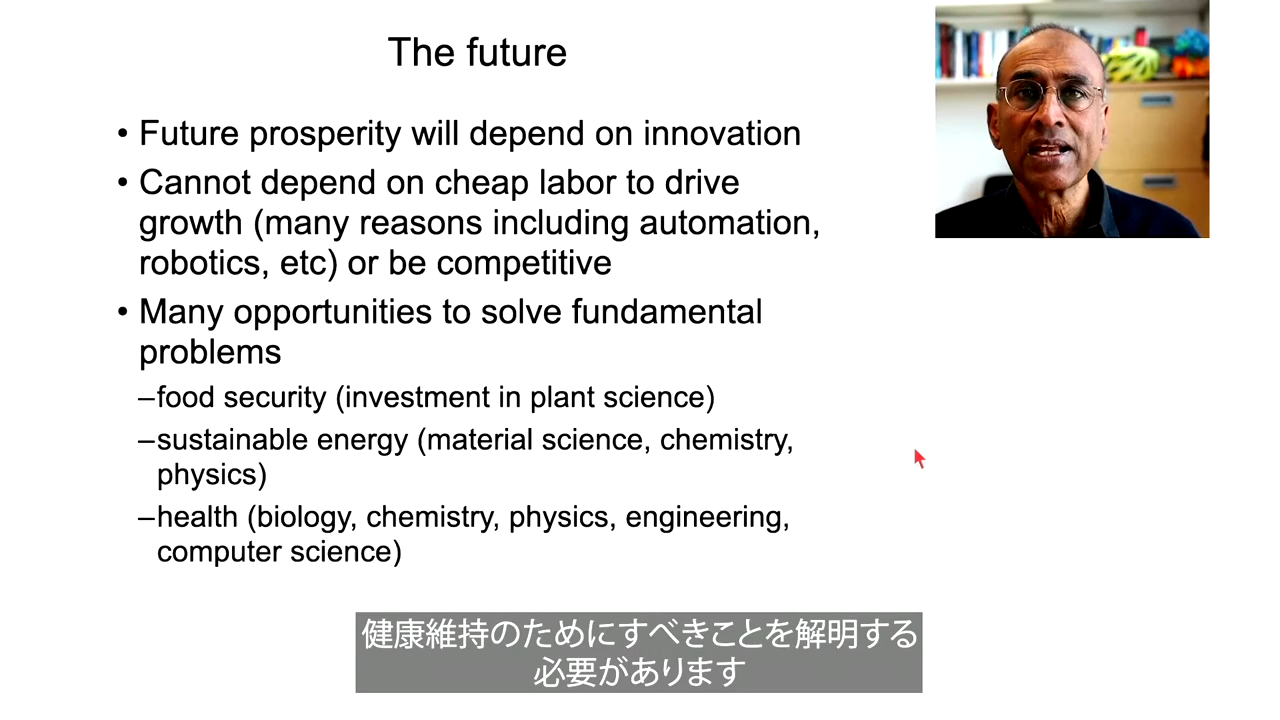 The future
• Future prosperity will depend on innovation
• Cannot depend on cheap labor to drive
growth (many reasons including automation,
robotics, etc) or be competitive
• Many opportunities to solve fundamental
problems
–food security (investment in plant science)
–sustainable energy (material science, chemistry,
physics)
–health (biology, chemistry, physics, engineering,
computer science)
健康維持のためにすべきことを解明する
必要があります